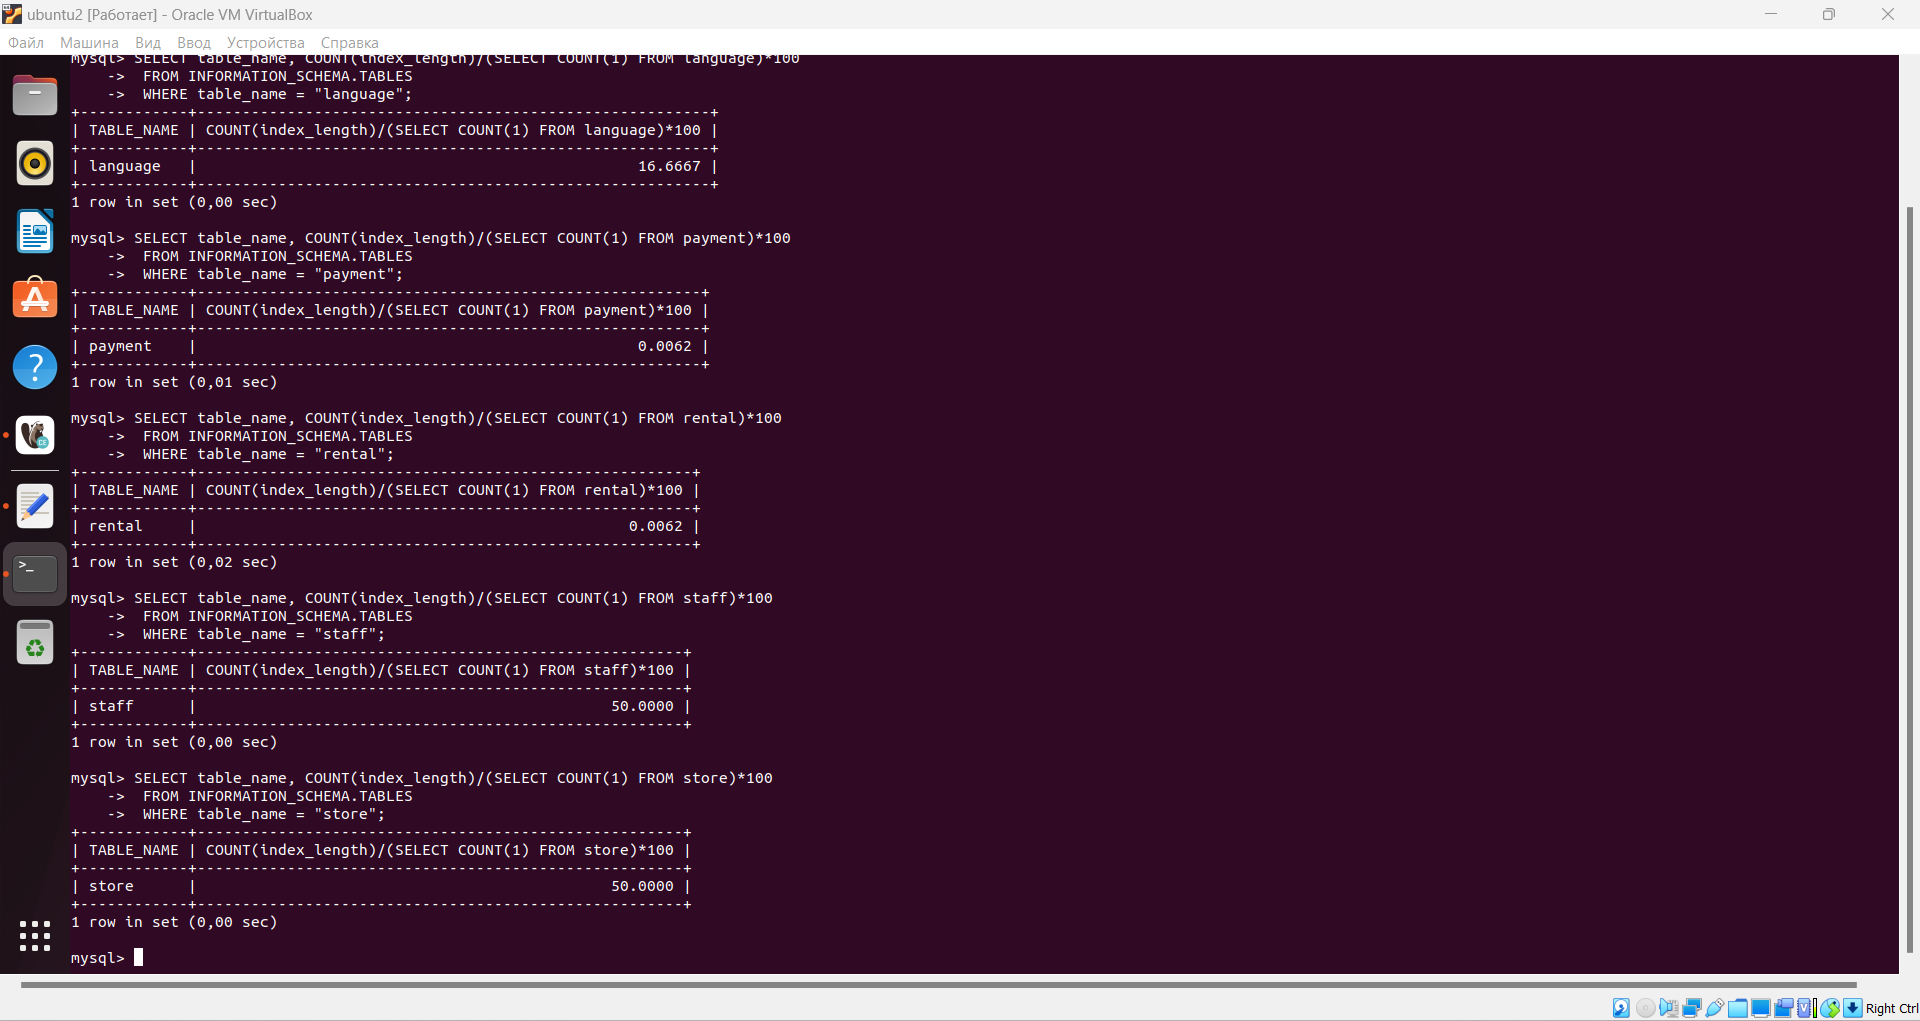 ubuntu2 [Работает] - Oracle VM VirtualBox
Файл Машина Вид Ввод Устройства Справка
mysql> SELECT table_name, COUNT(index_length)/(SELECT COUNT(1) FROM language)*100
    ->  FROM INFORMATION_SCHEMA.TABLES
    ->  WHERE table_name = "language";
+------------+---------------------------------------------------------+
| TABLE_NAME | COUNT(index_length)/(SELECT COUNT(1) FROM language)*100 |
+------------+---------------------------------------------------------+
| language   |                                                 16.6667 |
+------------+---------------------------------------------------------+
1 row in set (0,00 sec)
mysql> SELECT table_name, COUNT(index_length)/(SELECT COUNT(1) FROM payment)*100
    ->  FROM INFORMATION_SCHEMA.TABLES
    ->  WHERE table_name = "payment";
+------------+--------------------------------------------------------+
| TABLE_NAME | COUNT(index_length)/(SELECT COUNT(1) FROM payment)*100 |
+------------+--------------------------------------------------------+
| payment    |                                                 0.0062 |
+------------+--------------------------------------------------------+
1 row in set (0,01 sec)
mysql> SELECT table_name, COUNT(index_length)/(SELECT COUNT(1) FROM rental)*100
    ->  FROM INFORMATION_SCHEMA.TABLES
    ->  WHERE table_name = "rental";
+------------+-------------------------------------------------------+
| TABLE_NAME | COUNT(index_length)/(SELECT COUNT(1) FROM rental)*100 |
+------------+-------------------------------------------------------+
| rental     |                                                0.0062 |
+------------+-------------------------------------------------------+
1 row in set (0,02 sec)
mysql> SELECT table_name, COUNT(index_length)/(SELECT COUNT(1) FROM staff)*100
    ->  FROM INFORMATION_SCHEMA.TABLES
    ->  WHERE table_name = "staff";
+------------+------------------------------------------------------+
| TABLE_NAME | COUNT(index_length)/(SELECT COUNT(1) FROM staff)*100 |
+------------+------------------------------------------------------+
| staff      |                                              50.0000 |
+------------+------------------------------------------------------+
1 row in set (0,00 sec)
mysql> SELECT table_name, COUNT(index_length)/(SELECT COUNT(1) FROM store)*100
    ->  FROM INFORMATION_SCHEMA.TABLES
    ->  WHERE table_name = "store";
+------------+------------------------------------------------------+
| TABLE_NAME | COUNT(index_length)/(SELECT COUNT(1) FROM store)*100 |
+------------+------------------------------------------------------+
| store      |                                              50.0000 |
+------------+------------------------------------------------------+
1 row in set (0,00 sec)
mysql>
Right Ctrl